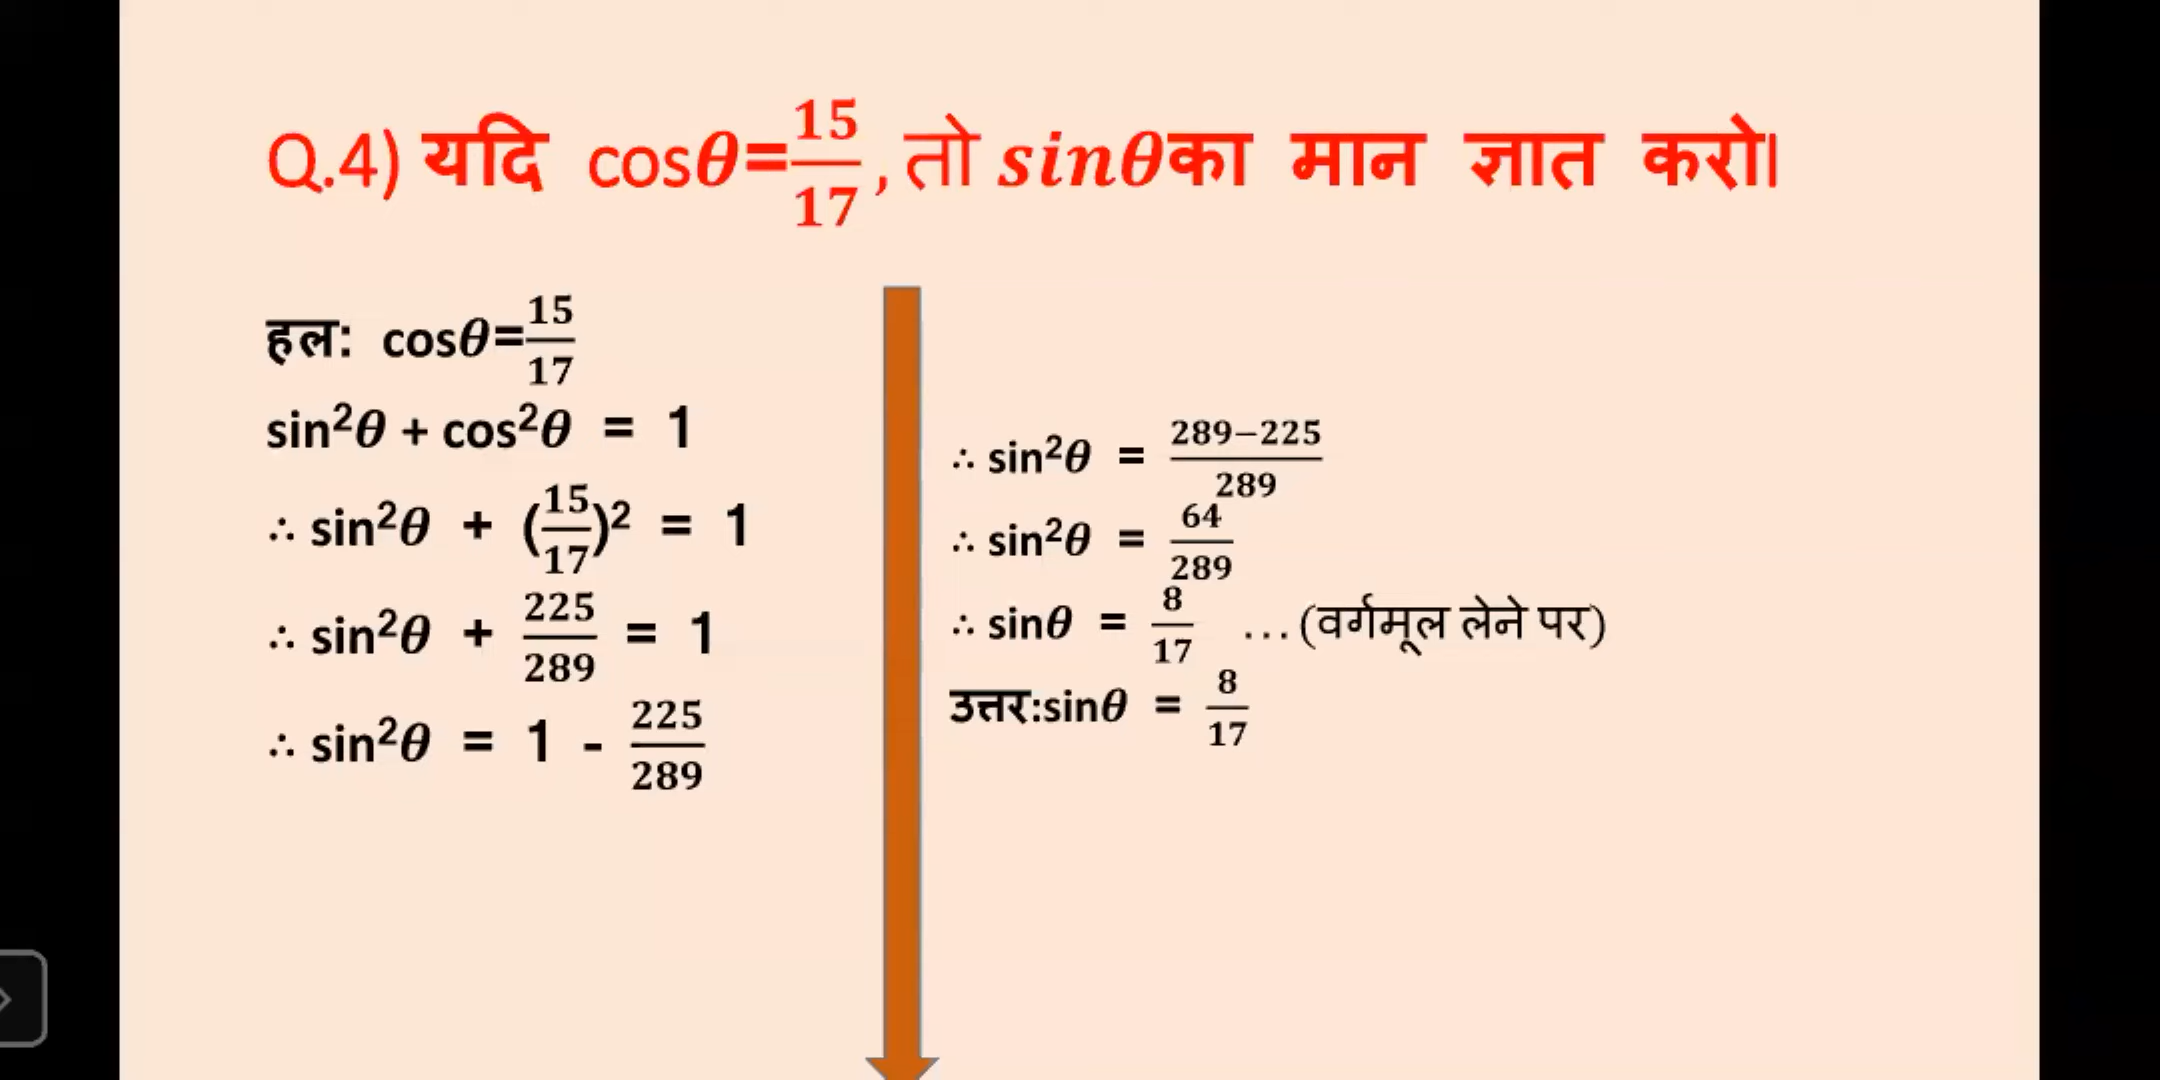 Q.4) यदि cosθ=15/17, तो sinθका मान ज्ञात करो।
हल: cosθ=15/17
sin²θ + cos²θ = 1
∴ sin²θ + (15/17)² = 1
∴ sin²θ + 225/289 = 1
∴ sin²θ = 1 - 225/289
∴ sin²θ = 289−225/289
∴ sin²θ = 64/289
∴ sinθ = 8/17 ...(वर्गमूल लेने पर)
उत्तर:sinθ = 8/17